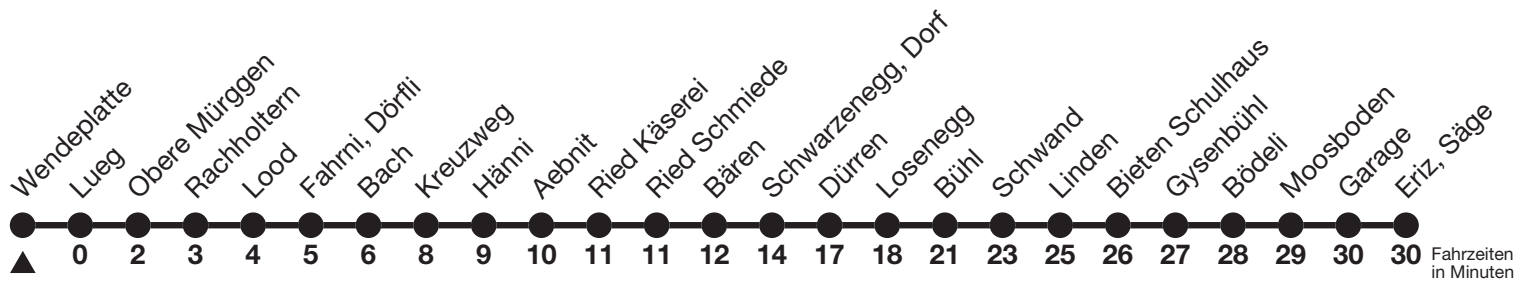 Wendeplatte
Lueg
Obere Mürggen
Rachholtern
Lood
Fahrni, Dörfli
Bach
Kreuzweg
Hänni
Aebnit
Ried Käserei
Ried Schmiede
Bären
Schwarzenegg, Dorf
Dürren
Losenegg
Bühl
Schwand
Linden
Bieten Schulhaus
Gysenbühl
Bödeli
Moosboden
Garage
Eriz, Säge
0 2 3 4 5 6 8 9 10 11 11 12 14 17 18 21 23 25 26 27 28 29 30 30
Fahrzeiten
in Minuten